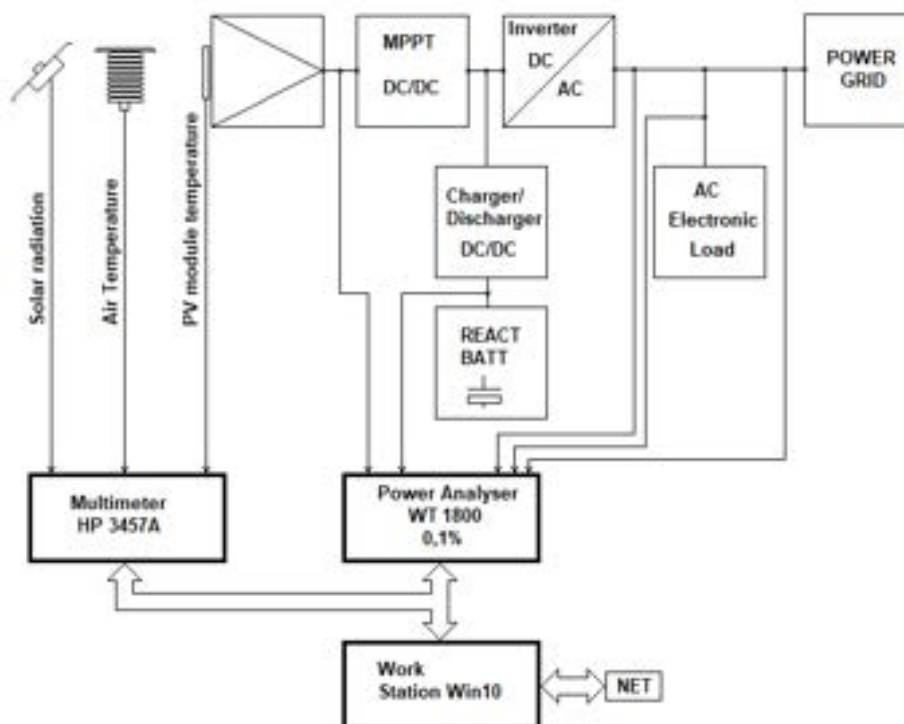 MPPT
DC/DC
Inverter
DC
AC
POWER
GRID
Solar radiation
Air Temperature
PV module temperature
Charger/
Discharger
DC/DC
AC
Electronic
Load
REACT
BATT
Multimeter
HP 3457A
Power Analyser
WT 1800
0,1%
Work
Station Win10
NET